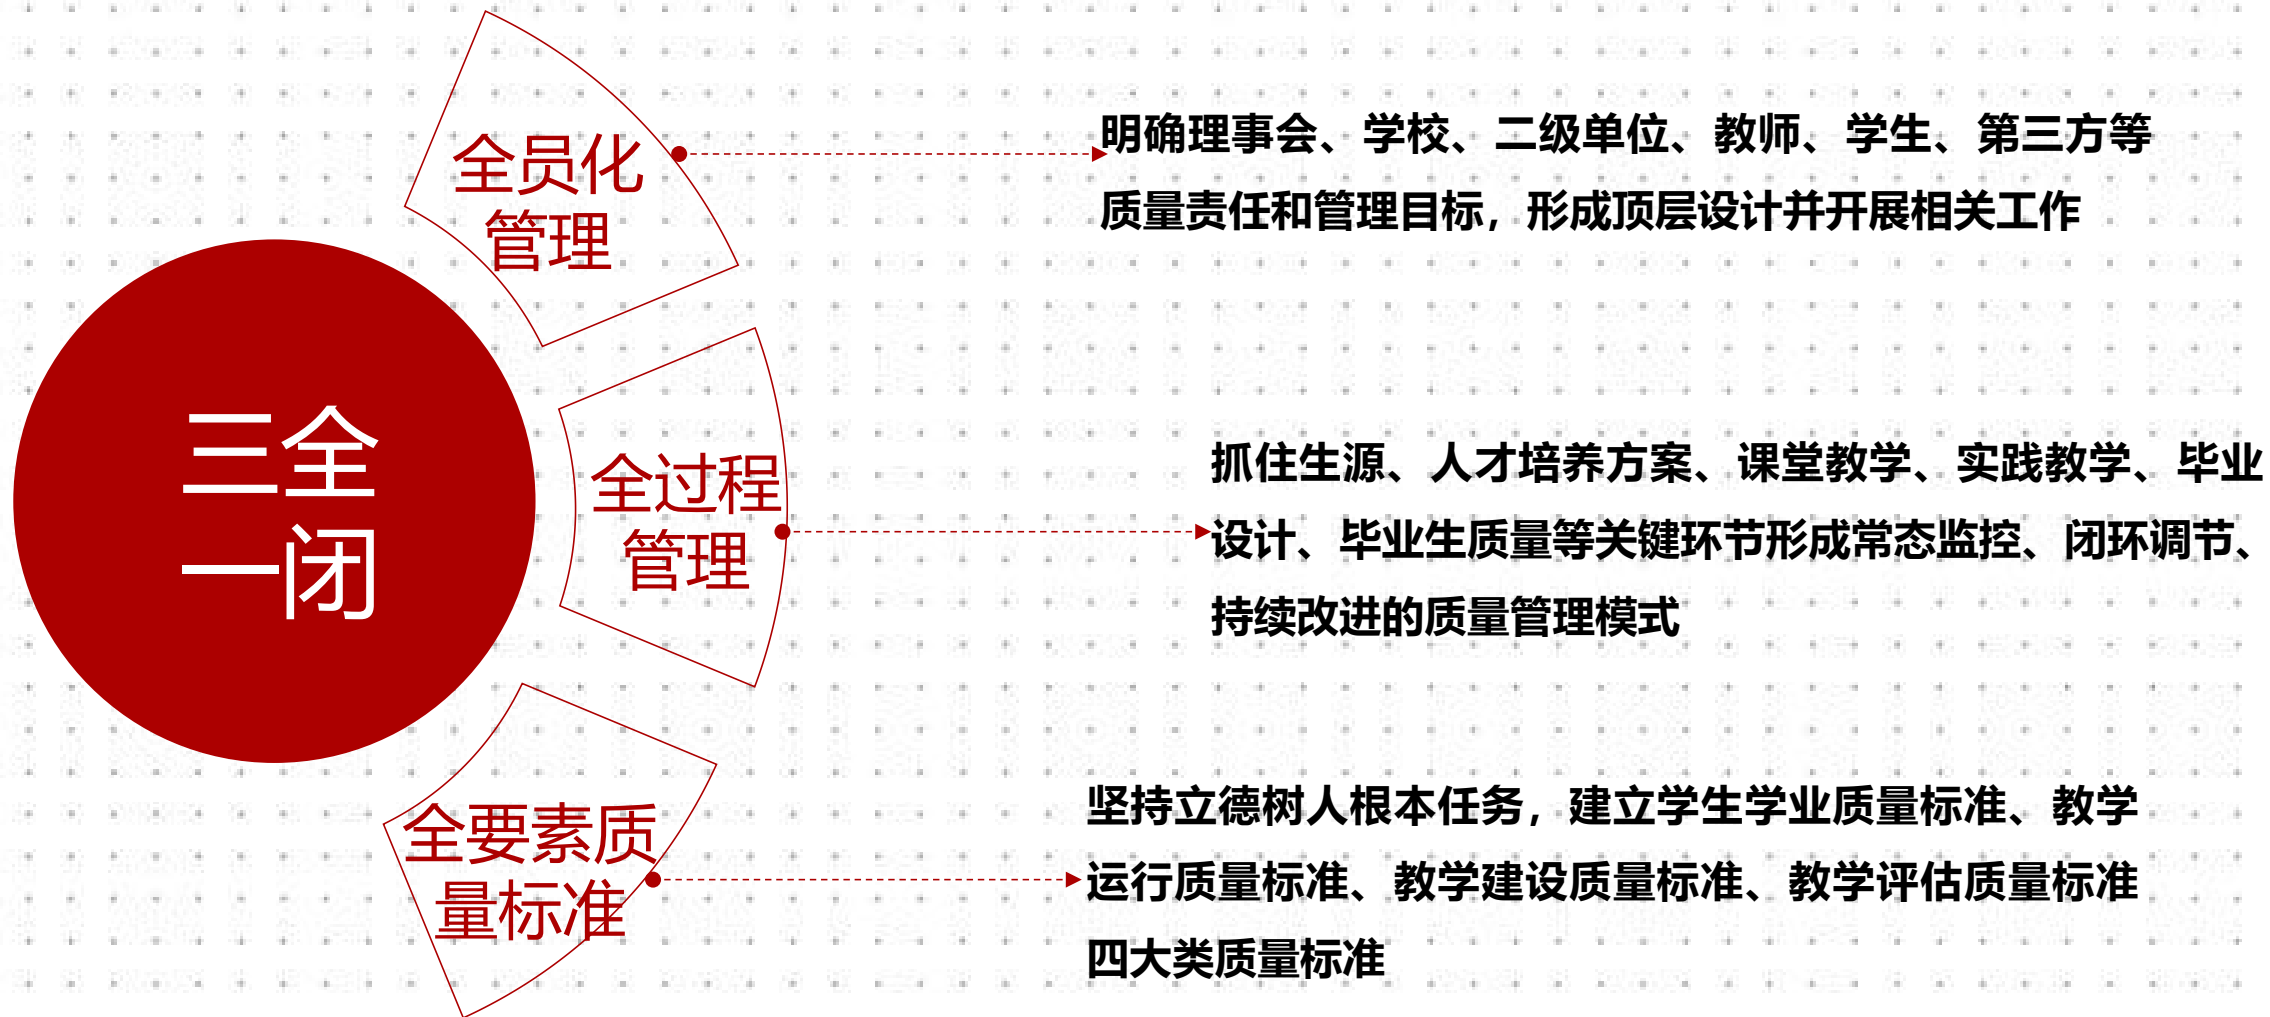 三全
一闭
全员化
管理
明确理事会、学校、二级单位、教师、学生、第三方等
质量责任和管理目标，形成顶层设计并开展相关工作
全过程
管理
抓住生源、人才培养方案、课堂教学、实践教学、毕业
设计、毕业生质量等关键环节形成常态监控、闭环调节、
持续改进的质量管理模式
全要素质
量标准
坚持立德树人根本任务，建立学生学业质量标准、教学
运行质量标准、教学建设质量标准、教学评估质量标准
四大类质量标准